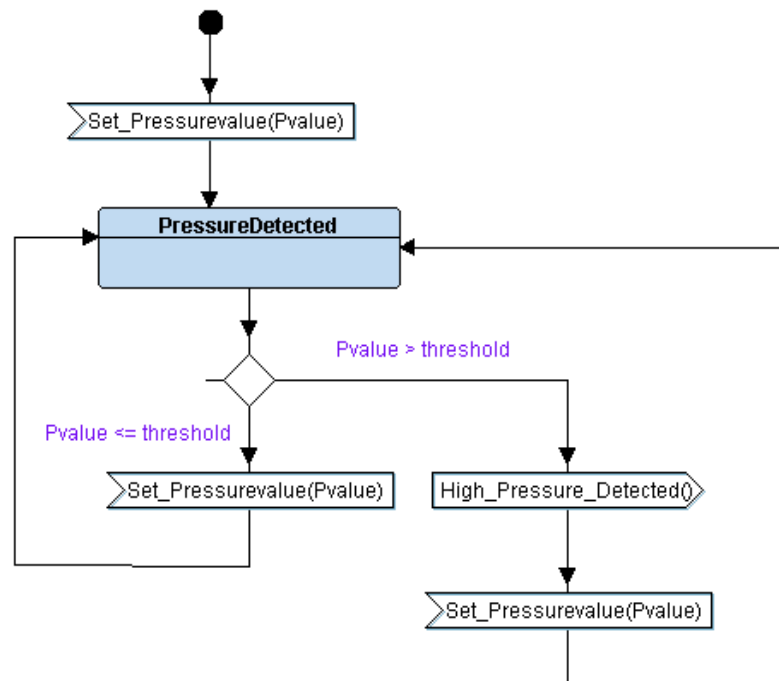 Set_Pressurevalue(Pvalue)
PressureDetected
Pvalue > threshold
Pvalue <= threshold
Set_Pressurevalue(Pvalue)
High_Pressure_Detected()
Set_Pressurevalue(Pvalue)